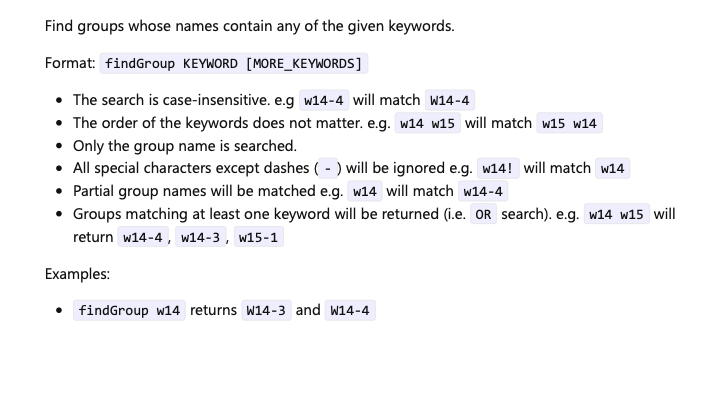 Find groups whose names contain any of the given keywords.
Format: findGroup KEYWORD [MORE_KEYWORDS]
• The search is case-insensitive. e.g w14-4 will match W14-4
• The order of the keywords does not matter. e.g. w14 w15 will match w15 w14
• Only the group name is searched.
• All special characters except dashes ( - ) will be ignored e.g. w14! will match w14
• Partial group names will be matched e.g. w14 will match w14-4
• Groups matching at least one keyword will be returned (i.e. OR search). e.g. w14 w15 will
return w14-4 , w14-3 , w15-1
Examples:
• findGroup w14 returns W14-3 and W14-4